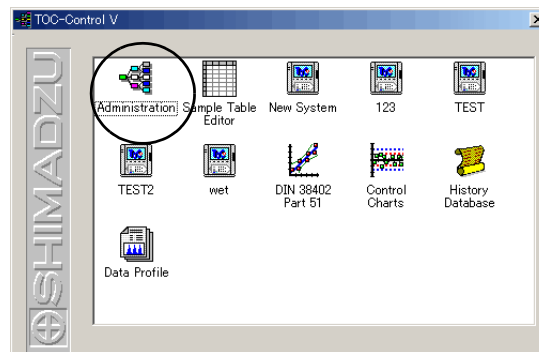 TOC-Control V
SHIMADZU
Administration
Sample Table Editor
New System
123
TEST
TEST2
wet
DIN 38402 Part 51
Control Charts
History Database
Data Profile